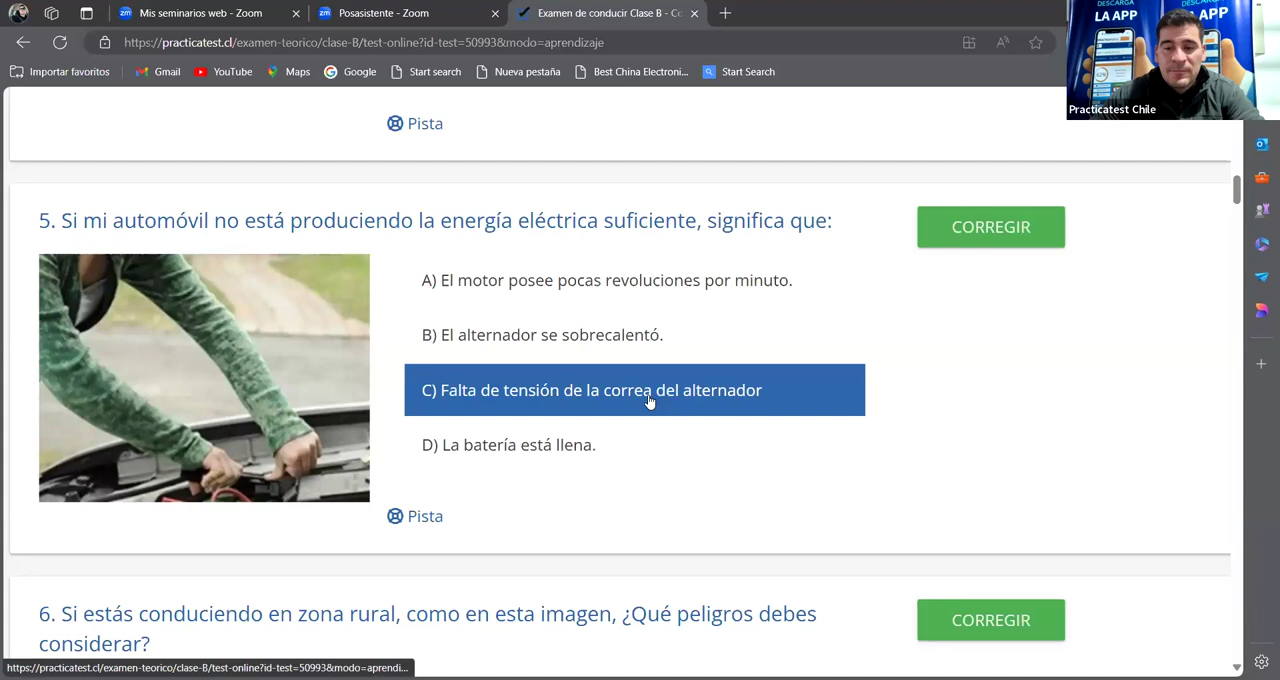 Mis seminarios web - Zoom
Posasistente - Zoom
Examen de conducir Clase B - Cc
https://practicatest.cl/examen-teorico/clase-B/test-online?id-test=50993&modo=aprendizaje
Importar favoritos
Gmail
YouTube
Maps
Google
Start search
Nueva pestaña
Best China Electroni...
Start Search
DESCARGA
LA APP
Practicatest Chile
Pista
5. Si mi automóvil no está produciendo la energía eléctrica suficiente, significa que:
CORREGIR
A) El motor posee pocas revoluciones por minuto.
B) El alternador se sobrecalentó.
C) Falta de tensión de la correa del alternador
D) La batería está llena.
Pista
6. Si estás conduciendo en zona rural, como en esta imagen, ¿Qué peligros debes
considerar?
CORREGIR
https://practicatest.cl/examen-teorico/clase-B/test-online?id-test=50993&modo=aprendi...